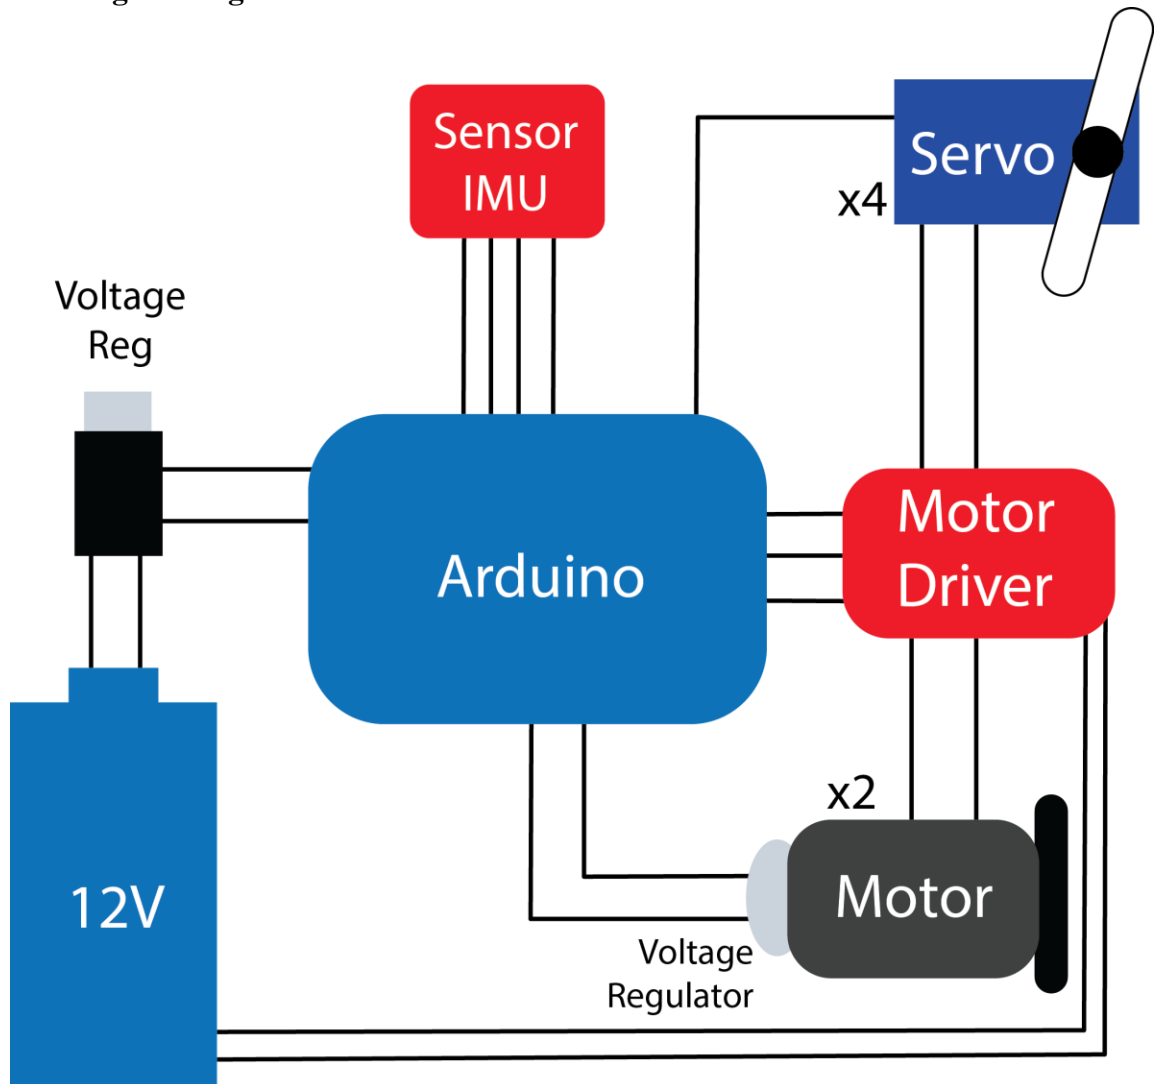 Sensor
IMU
Servo
x4
Voltage
Reg
Arduino
Motor
Driver
x2
12V
Motor
Voltage
Regulator